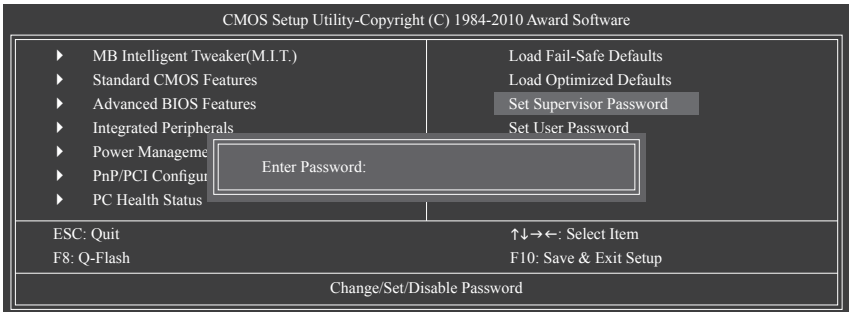 CMOS Setup Utility-Copyright (C) 1984-2010 Award Software
MB Intelligent Tweaker(M.I.T.)
Standard CMOS Features
Advanced BIOS Features
Integrated Peripherals
Power Manageme
PnP/PCI Configur
PC Health Status
Load Fail-Safe Defaults
Load Optimized Defaults
Set Supervisor Password
Set User Password
Enter Password:
ESC: Quit
↑↓→←: Select Item
F8: Q-Flash
F10: Save & Exit Setup
Change/Set/Disable Password